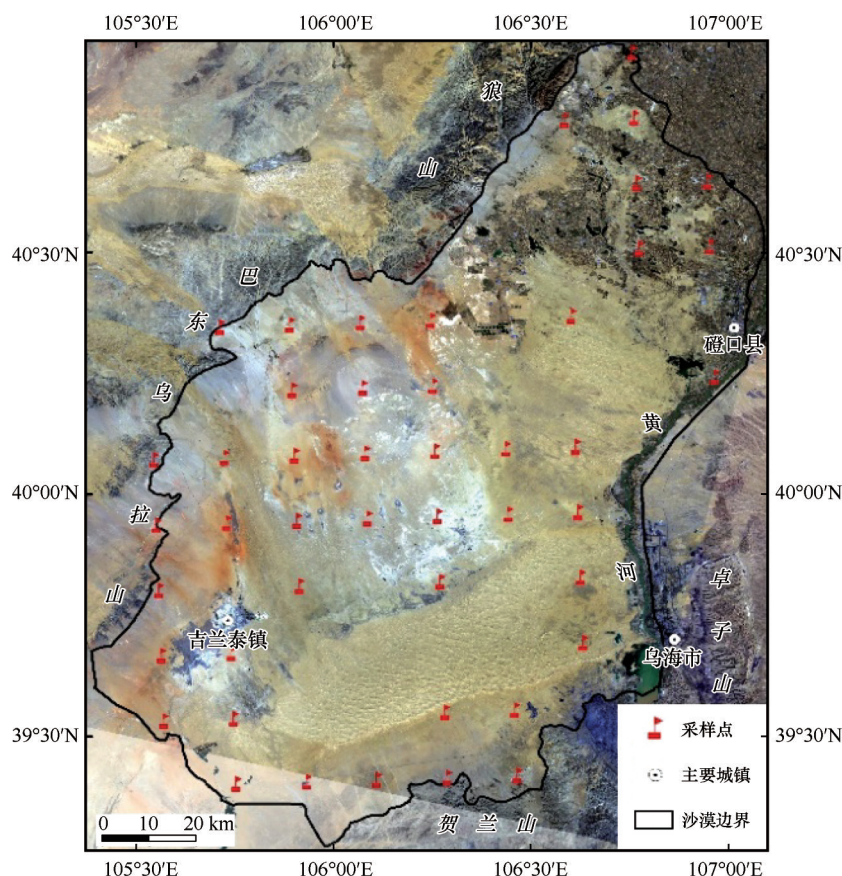 105°30′E 106°00′E 106°30′E 107°00′E
狼
山
40°30′N 40°30′N
巴
东
磴口县
乌
黄
40°00′N 40°00′N
拉
河
卓
山
子
吉兰泰镇
乌海市
山
39°30′N 39°30′N
采样点
主要城镇
沙漠边界
0 10 20 km
贺兰山
105°30′E 106°00′E 106°30′E 107°00′E